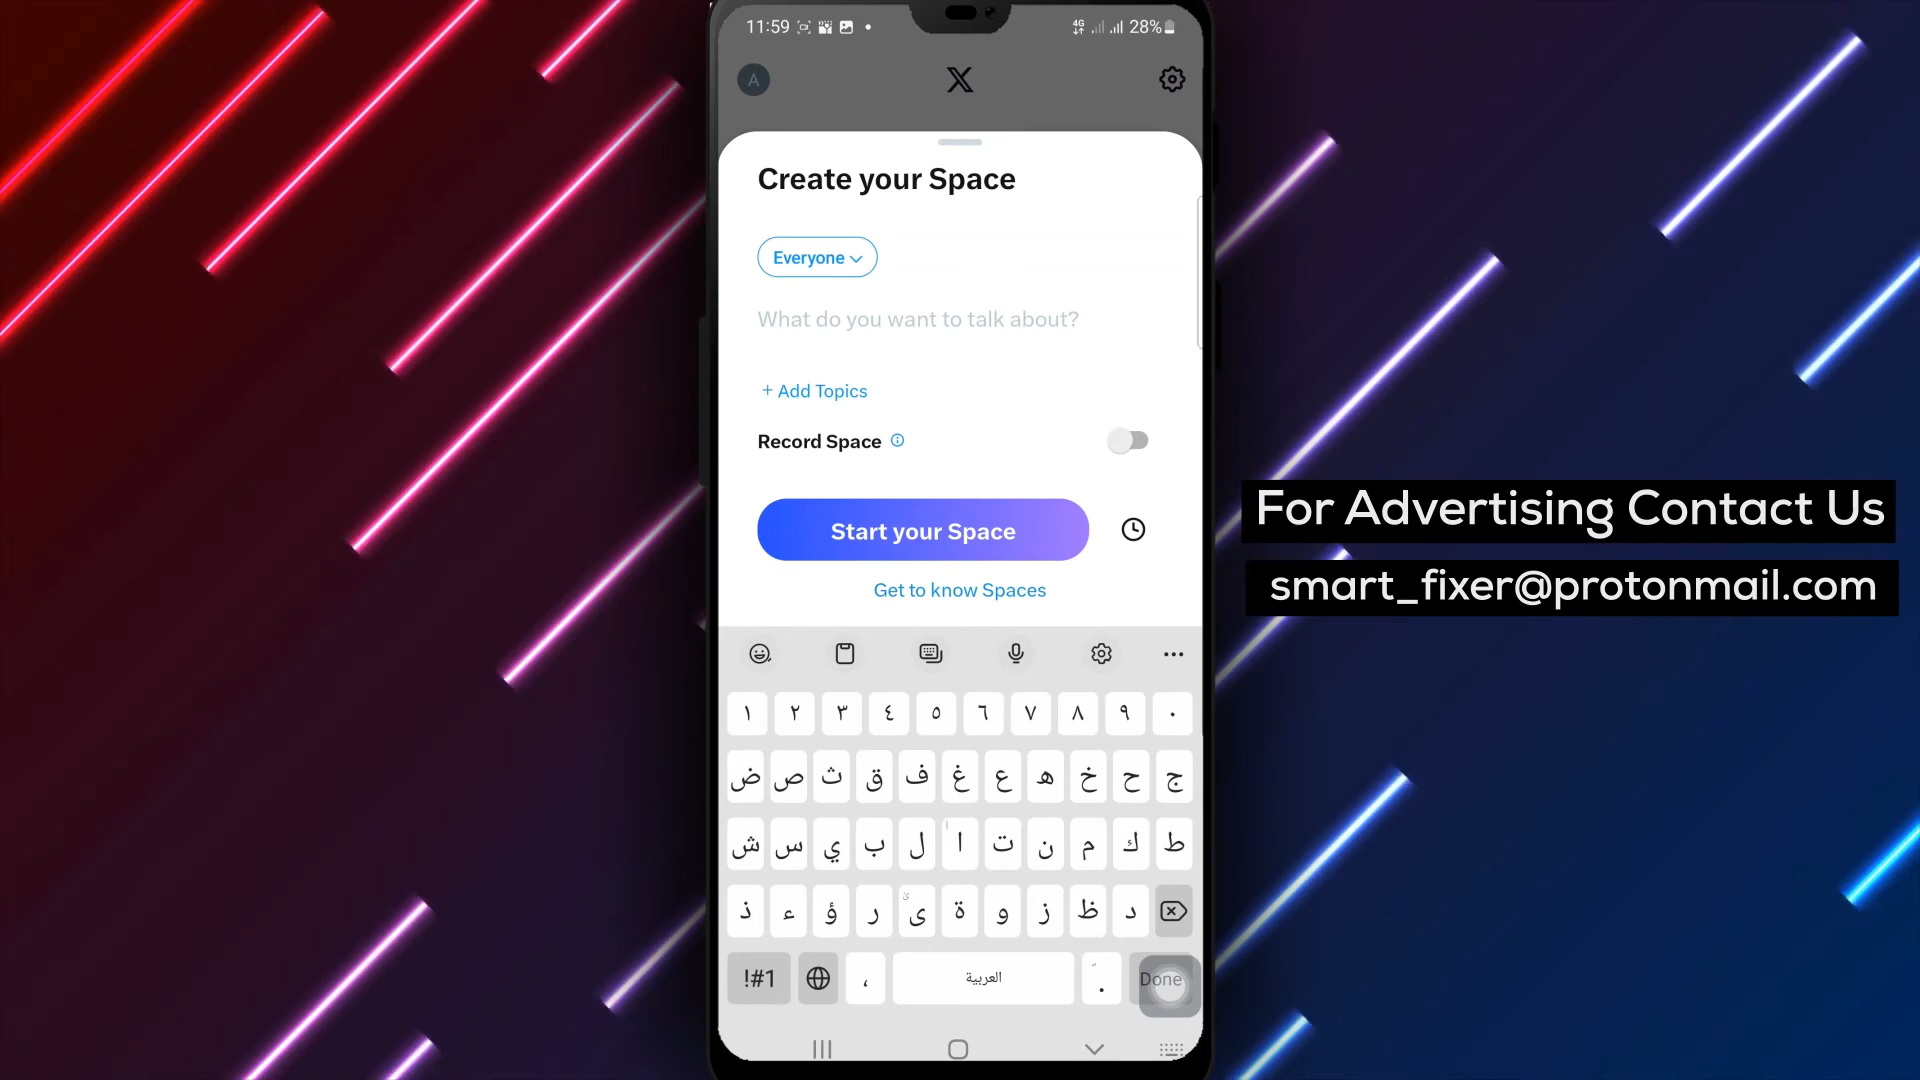 11:59
4G 28%
A
X
Create your Space
Everyone
What do you want to talk about?
+ Add Topics
Record Space
Start your Space
Get to know Spaces
For Advertising Contact Us
smart_fixer@protonmail.com
١ ٢ ٣ ٤ ٥ ٦ ٧ ٨ ٩ ٠
ض ص ث ق ف غ ع ه خ ح ج
ش س ي ب ل ا ت ن م ك ط
ذ ء ؤ ر ى ة و ز ظ د
!#1 ، العربية . Done